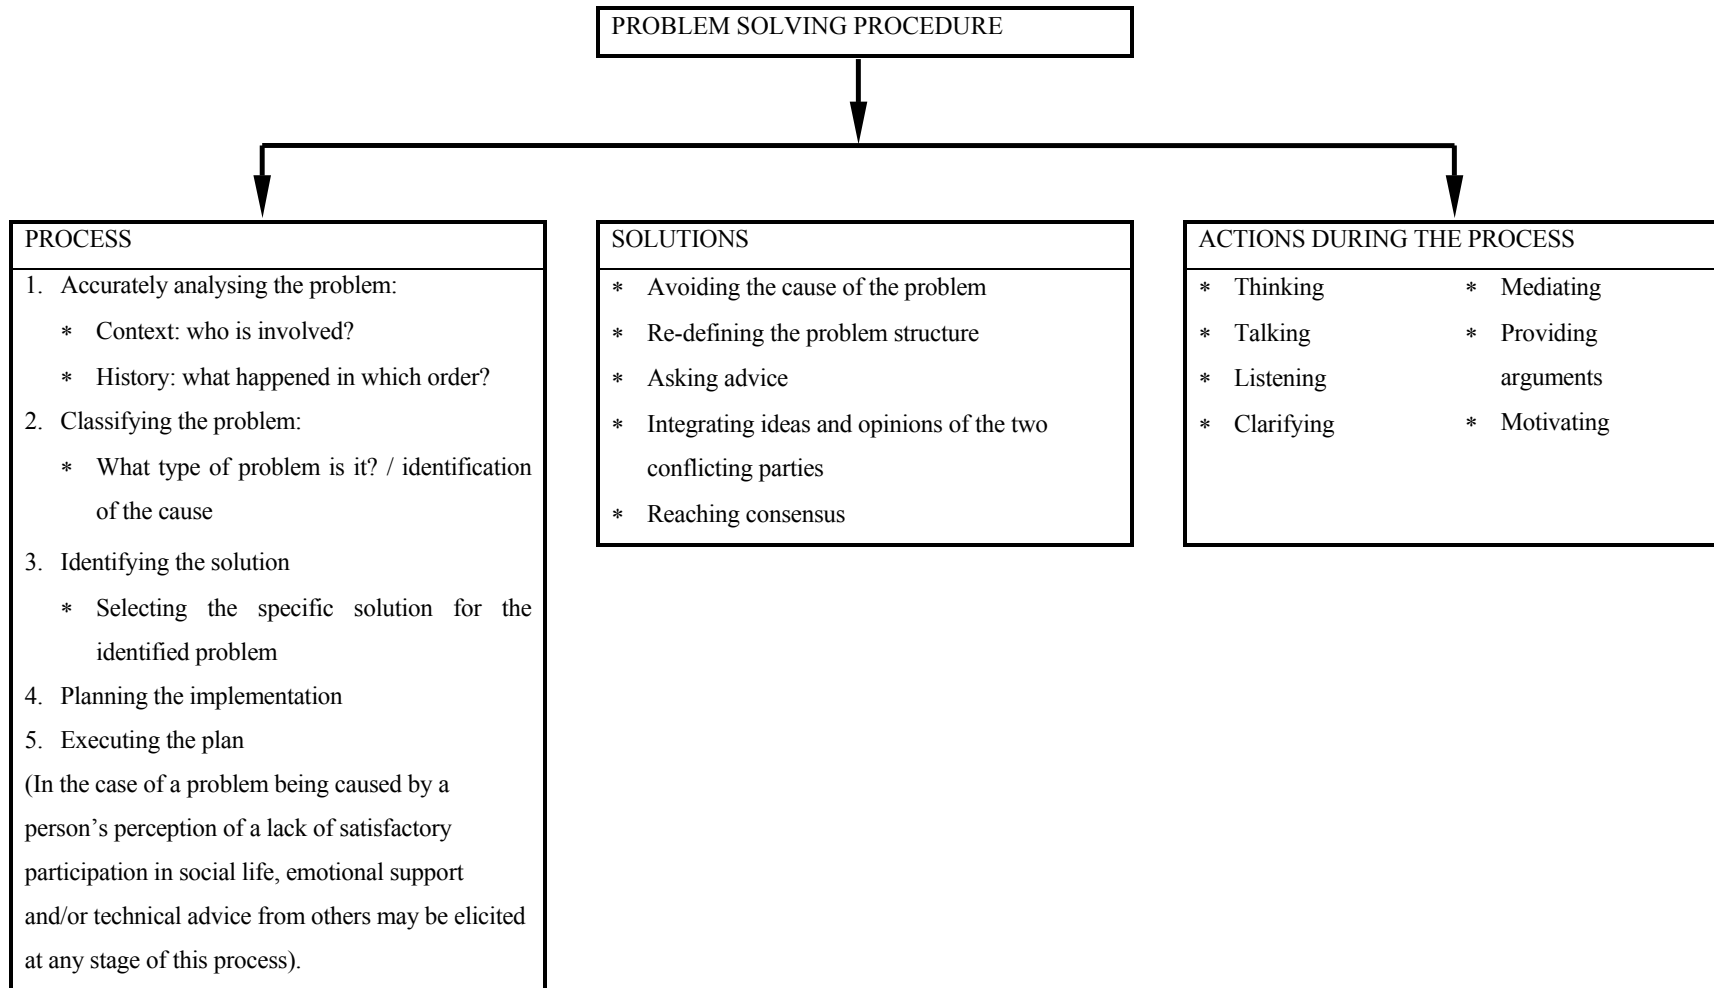 PROBLEM SOLVING PROCEDURE
PROCESS
1. Accurately analysing the problem:
* Context: who is involved?
* History: what happened in which order?
2. Classifying the problem:
* What type of problem is it? / identification
of the cause
3. Identifying the solution
* Selecting the specific solution for the
identified problem
4. Planning the implementation
5. Executing the plan
(In the case of a problem being caused by a
person’s perception of a lack of satisfactory
participation in social life, emotional support
and/or technical advice from others may be elicited
at any stage of this process).
SOLUTIONS
* Avoiding the cause of the problem
* Re-defining the problem structure
* Asking advice
* Integrating ideas and opinions of the two
conflicting parties
* Reaching consensus
ACTIONS DURING THE PROCESS
* Thinking
* Talking
* Listening
* Clarifying
* Mediating
* Providing
arguments
* Motivating